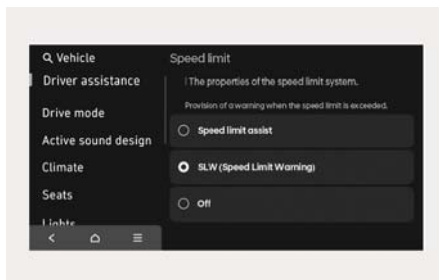 Vehicle
Speed limit
Driver assistance
The properties of the speed limit system.
Provision of a warning when the speed limit is exceeded.
Drive mode
Speed limit assist
Active sound design
Climate
SLW (Speed Limit Warning)
Seats
Off
Lights